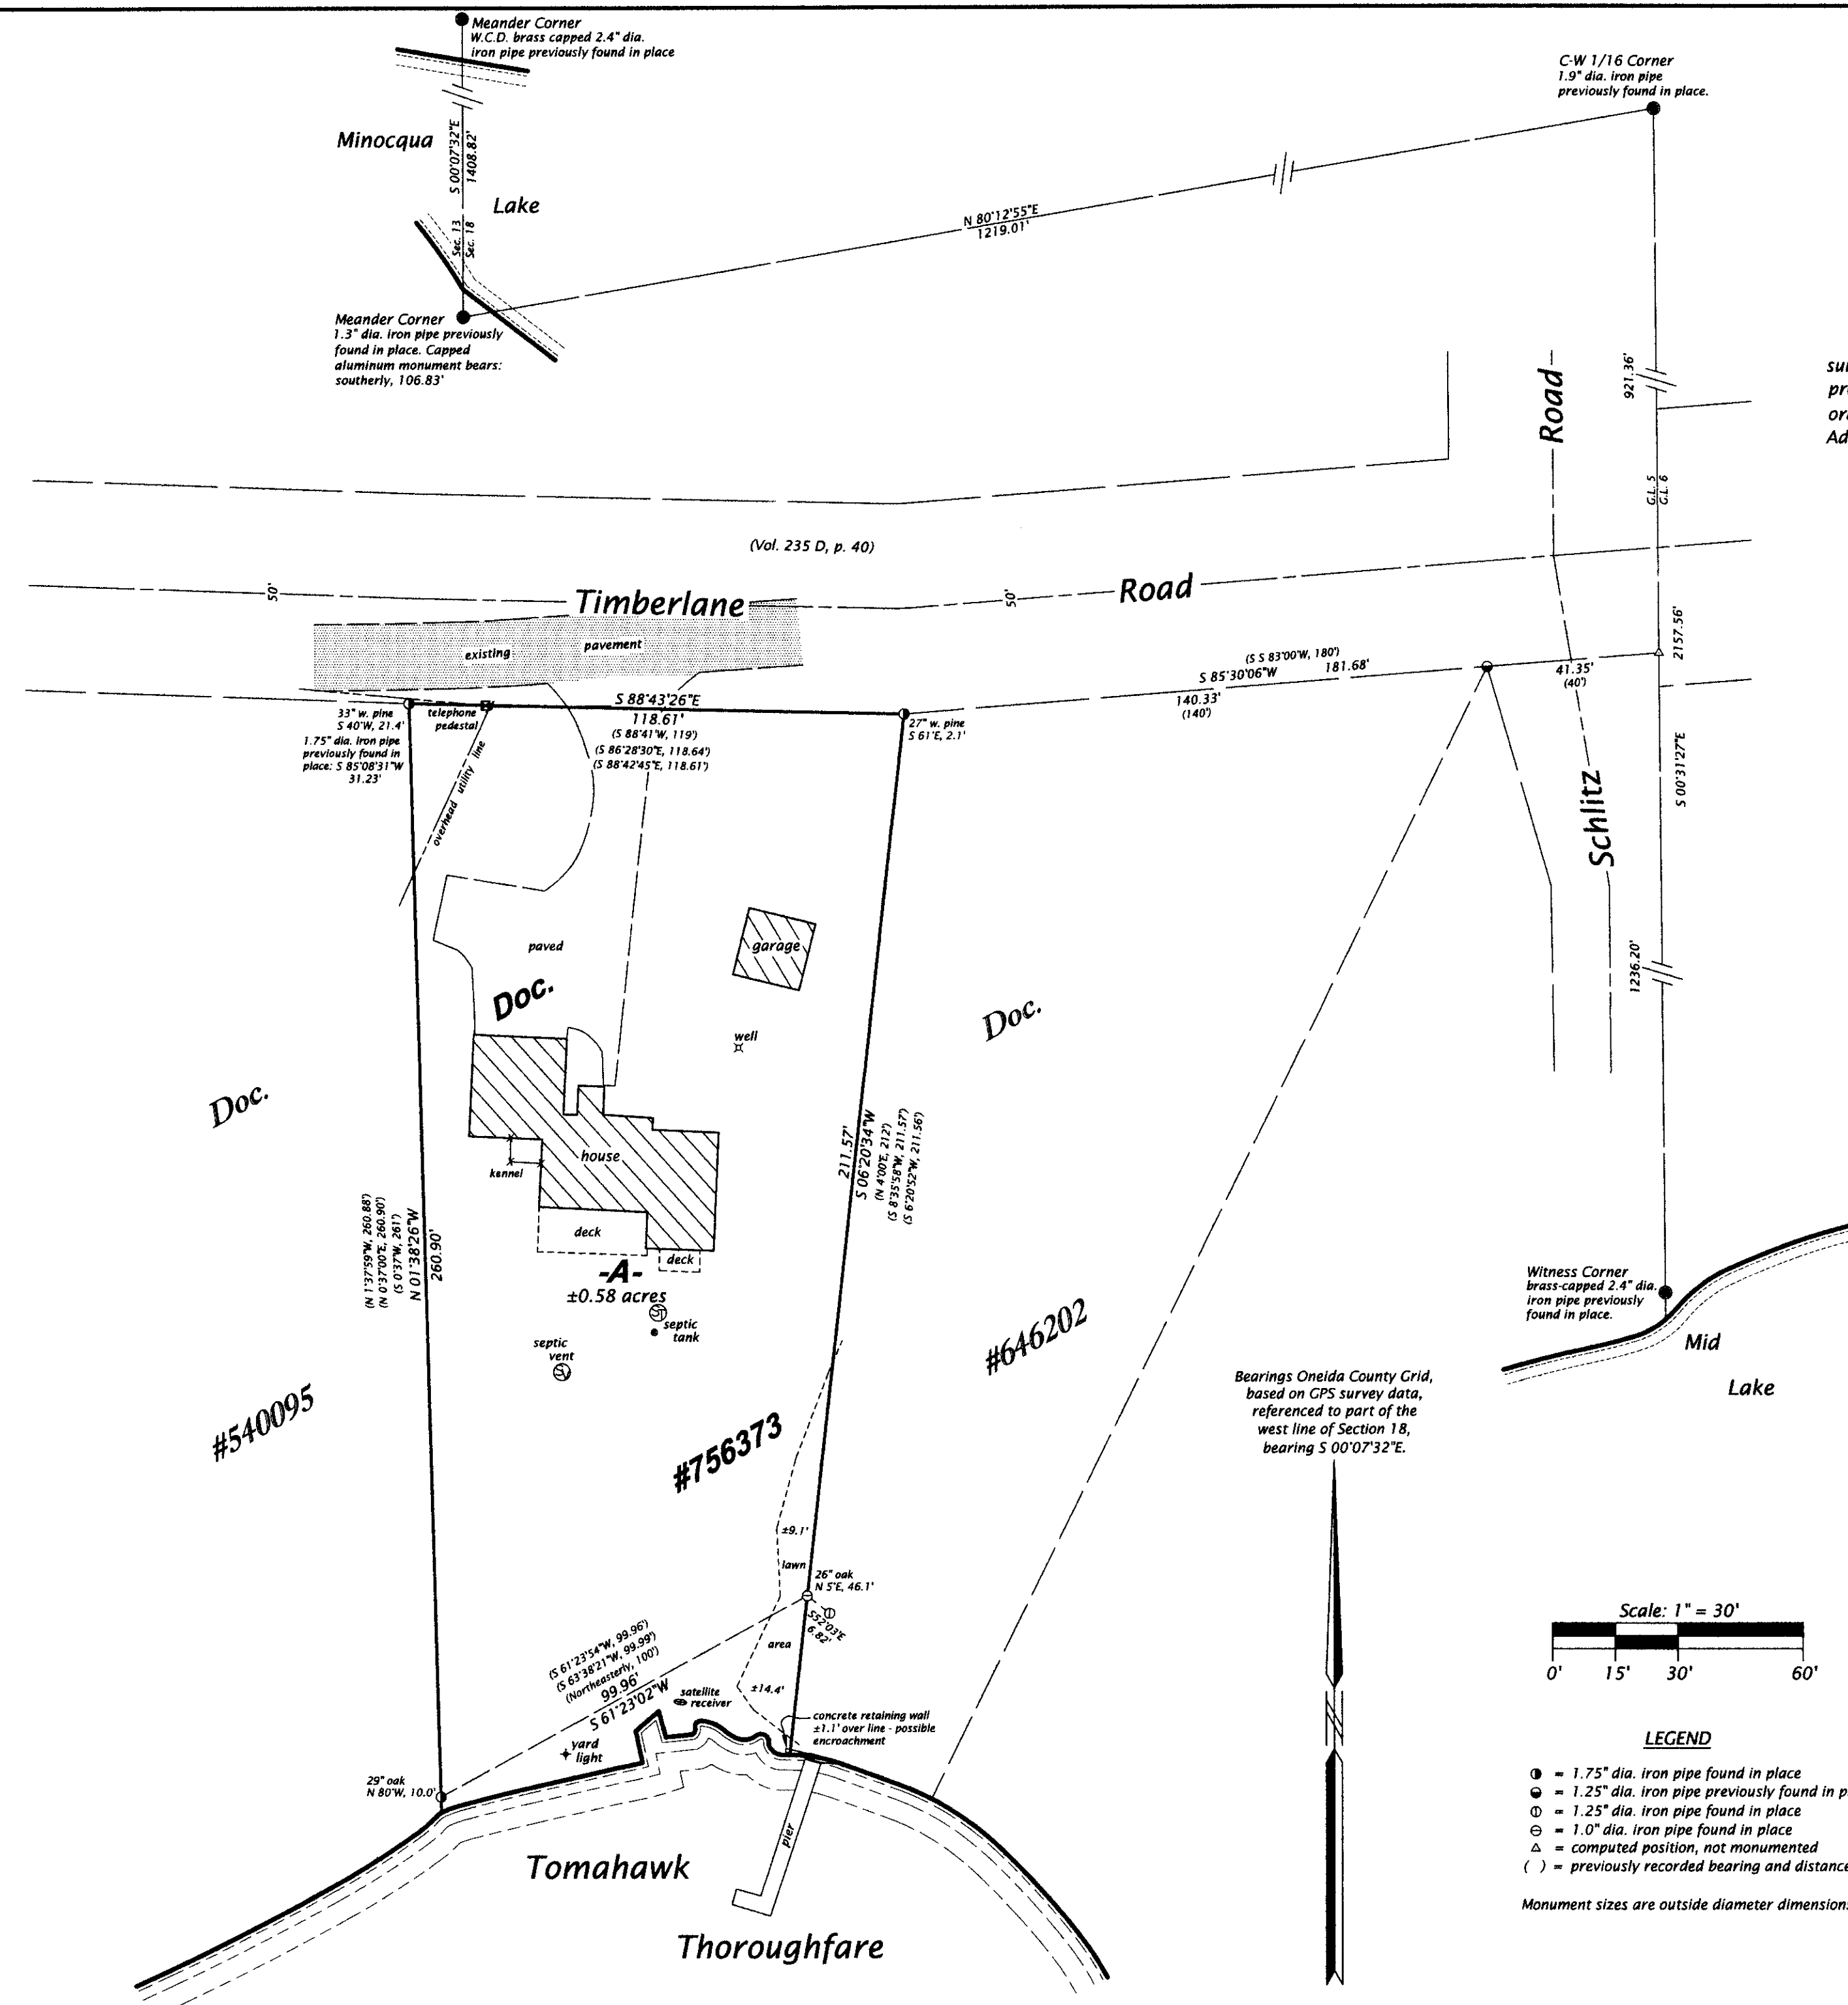 Meander Corner
W.C.D. brass capped 2.4" dia.
iron pipe previously found in place
C-W 1/16 Corner
1.9" dia. iron pipe
previously found in place.
Minocqua
Lake
S 00°07'32"E
1408.82'
Sec. 13
Sec. 18
N 80°12'55"E
1219.01'
Meander Corner
1.3" dia. iron pipe previously
found in place. Capped
aluminum monument bears:
southerly, 106.83'
Road
921.36'
G.L. 5
G.L. 6
(Vol. 235 D, p. 40)
50'
Timberlane
50'
Road
existing
pavement
2157.56'
(S S 83°00'W, 180')
S 85°30'06"W
181.68'
140.33'
(140')
41.35'
(40')
S 00°31'27"E
Schlitz
1236.20'
33" w. pine
S 40°W, 21.4'
1.75" dia. iron pipe
previously found in
place: S 85°08'31"W
31.23'
telephone
pedestal
overhead utility line
S 88°43'26"E
118.61'
(S 88°41'W, 119')
(S 86°28'30"E, 118.64')
(S 88°42'45"E, 118.61')
27" w. pine
S 61°E, 2.1'
paved
garage
Doc.
Doc.
Doc.
well
house
kennel
deck
deck
211.57'
S 06°20'34"W
(N 4°00'E, 212')
(S 8°35'58"W, 211.57')
(S 6°20'52"W, 211.56')
(N 1°37'59"W, 260.88')
(N 0°37'00"E, 260.90')
(S 0°37'W, 261')
N 01°38'26"W
260.90'
-A-
±0.58 acres
ST
septic
tank
septic
vent
SV
#540095
#756373
#646202
Witness Corner
brass-capped 2.4" dia.
iron pipe previously
found in place.
Mid
Lake
Bearings Oneida County Grid,
based on GPS survey data,
referenced to part of the
west line of Section 18,
bearing S 00°07'32"E.
±9.1'
lawn
area
±14.4'
26" oak
N 5°E, 46.1'
S52°03'E
6.82'
(S 61°23'54"W, 99.96')
(S 63°38'21"W, 99.99')
(Northeasterly, 100')
99.96'
S 61°23'02"W
satellite
receiver
concrete retaining wall
±1.1' over line - possible
encroachment
yard
light
29" oak
N 80°W, 10.0'
pier
Tomahawk
Thoroughfare
Scale: 1" = 30'
0' 15' 30' 60'
LEGEND
= 1.75" dia. iron pipe found in place
= 1.25" dia. iron pipe previously found in p
= 1.25" dia. iron pipe found in place
= 1.0" dia. iron pipe found in place
△ = computed position, not monumented
( ) = previously recorded bearing and distance
Monument sizes are outside diameter dimension